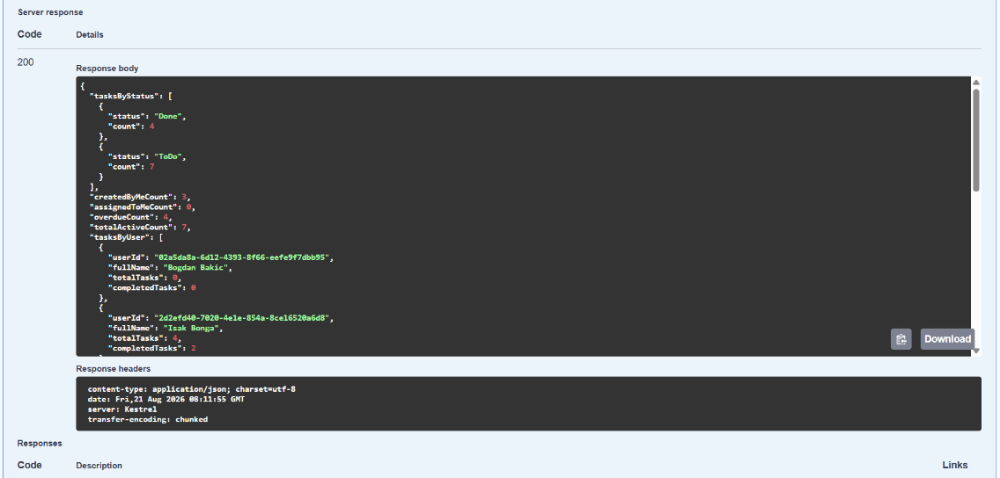 Server response
Code Details
200
Response body
{
  "tasksByStatus": [
    {
      "status": "Done",
      "count": 4
    },
    {
      "status": "ToDo",
      "count": 7
    }
  ],
  "createdByMeCount": 3,
  "assignedToMeCount": 0,
  "overdueCount": 4,
  "totalActiveCount": 7,
  "tasksByUser": [
    {
      "userId": "02a5da8a-6d12-4393-8f66-eefe9f7dbb95",
      "fullName": "Bogdan Bakic",
      "totalTasks": 0,
      "completedTasks": 0
    },
    {
      "userId": "2d2efd40-7020-4e1e-854a-8ce16520a6d8",
      "fullName": "Isak Bonga",
      "totalTasks": 4,
      "completedTasks": 2
Download
Response headers
content-type: application/json; charset=utf-8
date: Fri,21 Aug 2026 08:11:55 GMT
server: Kestrel
transfer-encoding: chunked
Responses
Code Description Links